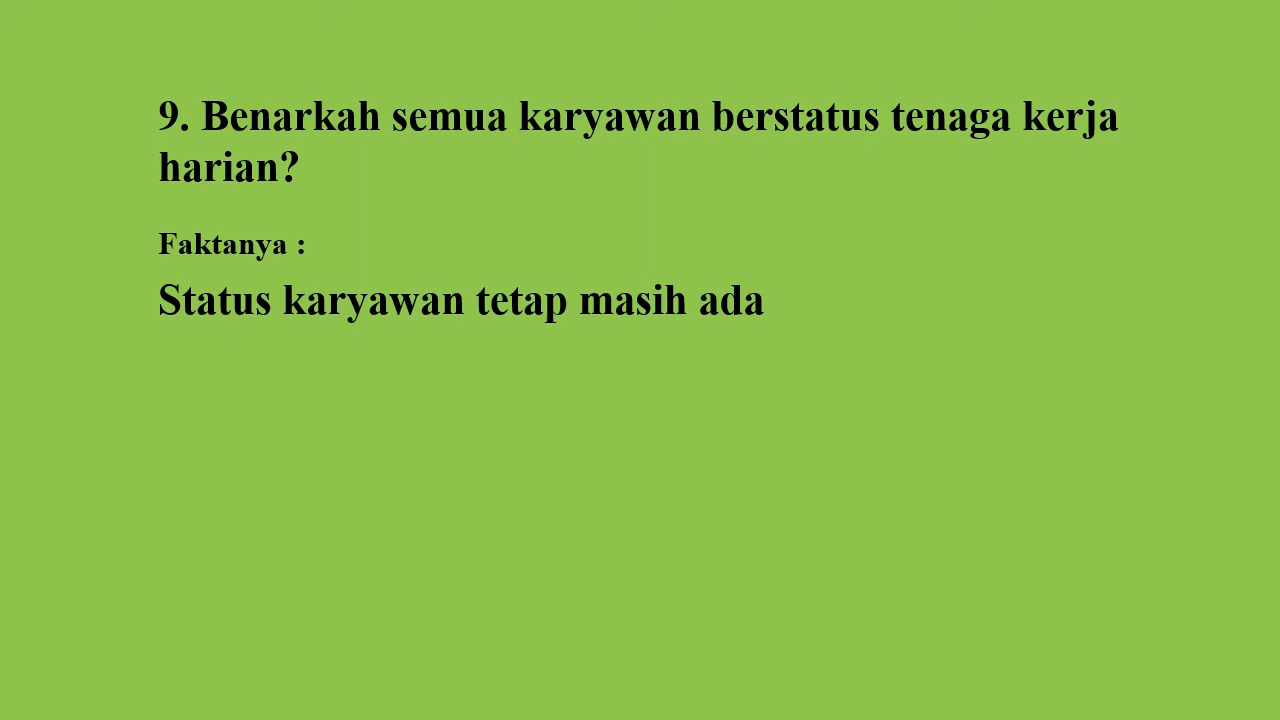 9. Benarkah semua karyawan berstatus tenaga kerja
harian?
Faktanya :
Status karyawan tetap masih ada